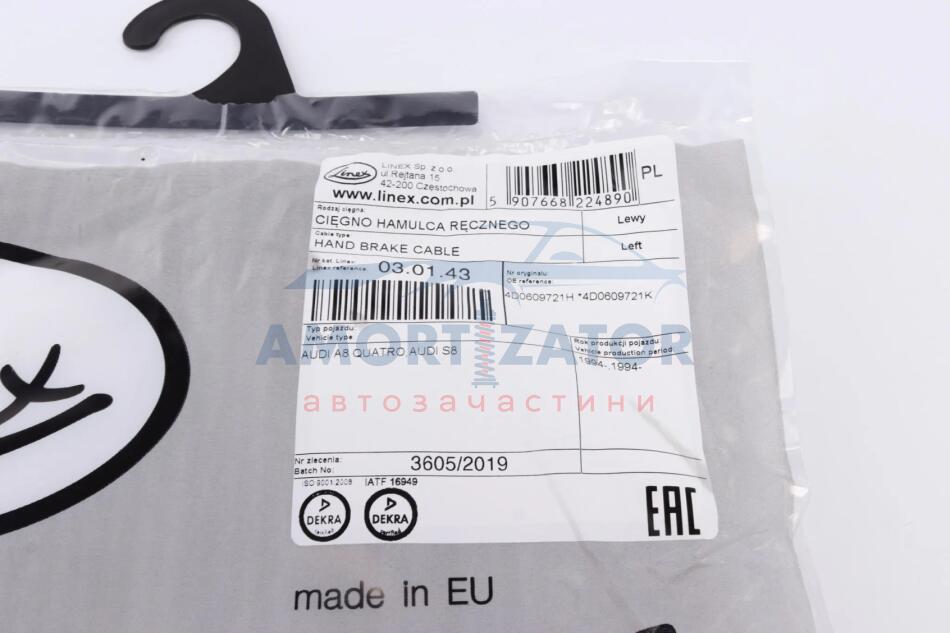 Linex
LINEX Sp. z o.o.
ul.Rejtana 15
42-200 Częstochowa
www.linex.com.pl
5 907668 224890
PL
Rodzaj cięgna:
CIĘGNO HAMULCA RĘCZNEGO
Lewy
Cable type:
HAND BRAKE CABLE
Left
Nr kat. Linex:
Linex reference:
03.01.43
Nr oryginału:
OE reference:
4D0609721H *4D0609721K
Typ pojazdu:
Vehicle type
AUDI A8 QUATRO,AUDI S8
Rok produkcji pojazdu:
Vehicle production period:
1994-,1994-
AMORTIZATOR
автозачастини
Nr zlecenia:
Batch No:
3605/2019
ISO 9001:2008
IATF 16949
DEKRA
DEKRA
EAC
made in EU